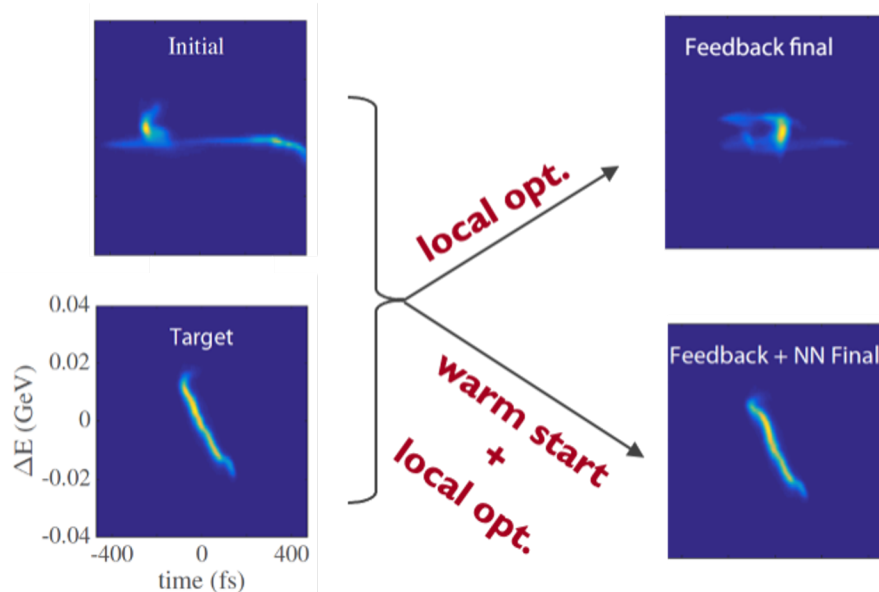 Initial
Feedback final
local opt.
0.04
0.02
0
-0.02
-0.04
ΔE (GeV)
Target
-400 0 400
time (fs)
warm start
+
local opt.
Feedback + NN Final